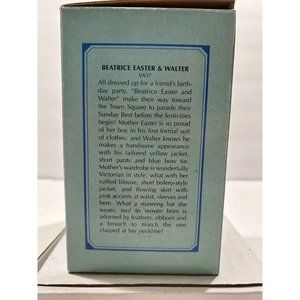 BEATRICE EASTER & WALTER
VA37
All dressed up for a friend's birth-
day party, "Beatrice Easter and
Walter" make their way toward
the Town Square to parade their
Sunday Best before the festivities
begin! Mother Easter is so proud
of her boy in his first formal suit
of clothes: and Walter knows he
makes a handsome appearance
with his tailored yellow jacket,
short pants and blue bow tie.
Mother's wardrobe is wonderfully
Victorian in style, what with her
ruffled blouse, short bolero-style
jacket, and flowing skirt with
pink accents at waist, sleeves and
hem. What a stunning hat she
wears, too! Its woven brim is
adorned by feathers, ribbons and
a brooch to match the one
clasped at her neckline!